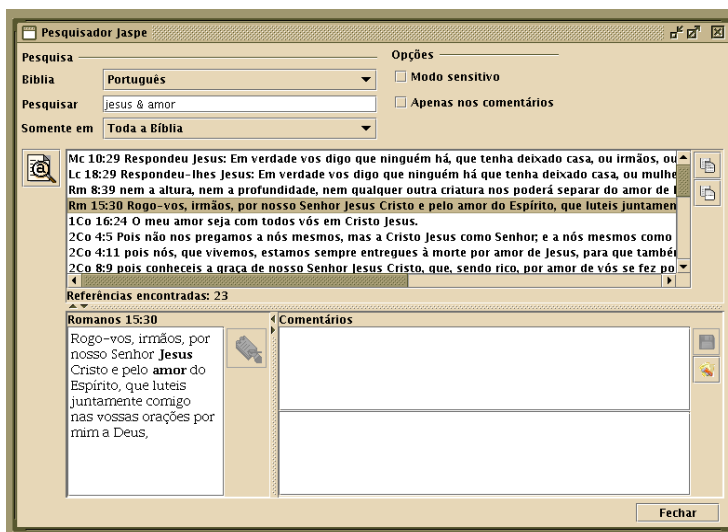 Pesquisador Jaspe
Pesquisa
Opções
Biblia
Português
Modo sensitivo
Pesquisar
jesus & amor
Apenas nos comentários
Somente em
Toda a Bíblia
Mc 10:29 Respondeu Jesus: Em verdade vos digo que ninguém há, que tenha deixado casa, ou irmãos, ou
Lc 18:29 Respondeu-lhes Jesus: Em verdade vos digo que ninguém há que tenha deixado casa, ou mulhe
Rm 8:39 nem a altura, nem a profundidade, nem qualquer outra criatura nos poderá separar do amor de
Rm 15:30 Rogo-vos, irmãos, por nosso Senhor Jesus Cristo e pelo amor do Espírito, que luteis juntamen
1Co 16:24 O meu amor seja com todos vós em Cristo Jesus.
2Co 4:5 Pois não nos pregamos a nós mesmos, mas a Cristo Jesus como Senhor; e a nós mesmos como
2Co 4:11 pois nós, que vivemos, estamos sempre entregues à morte por amor de Jesus, para que també
2Co 8:9 pois conheceis a graça de nosso Senhor Jesus Cristo, que, sendo rico, por amor de vós se fez po
Referências encontradas: 23
Romanos 15:30
Comentários
Rogo-vos, irmãos, por
nosso Senhor Jesus
Cristo e pelo amor do
Espírito, que luteis
juntamente comigo
nas vossas orações por
mim a Deus,
Fechar